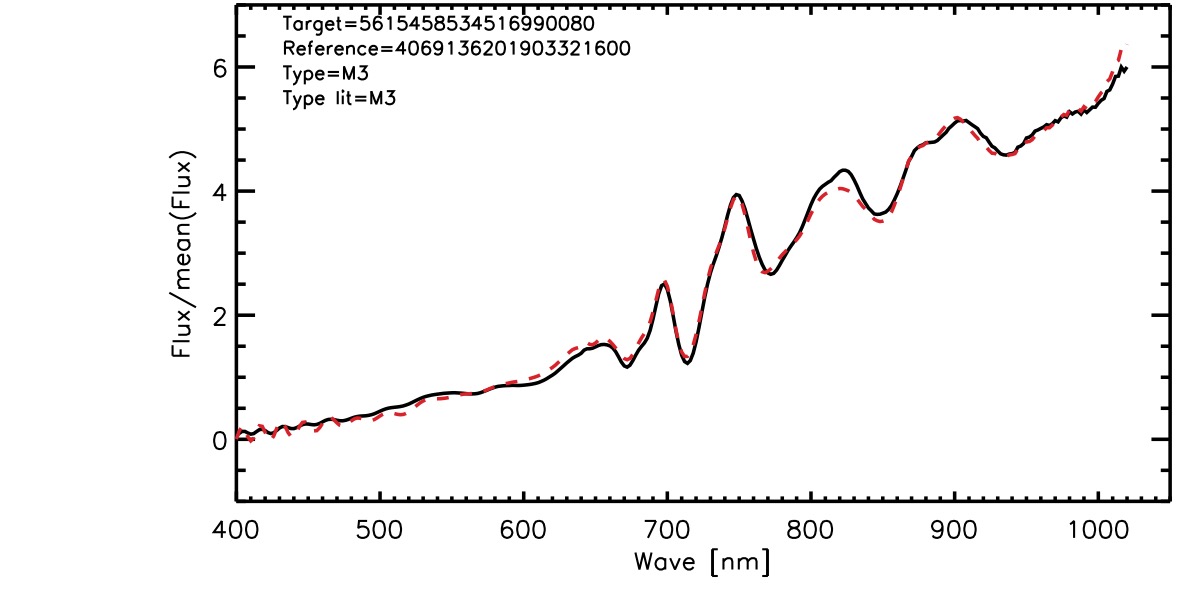 Target=5615458534516990080
Reference=4069136201903321600
Type=M3
Type lit=M3
Flux/mean(Flux)
6
4
2
0
400 500 600 700 800 900 1000
Wave [nm]